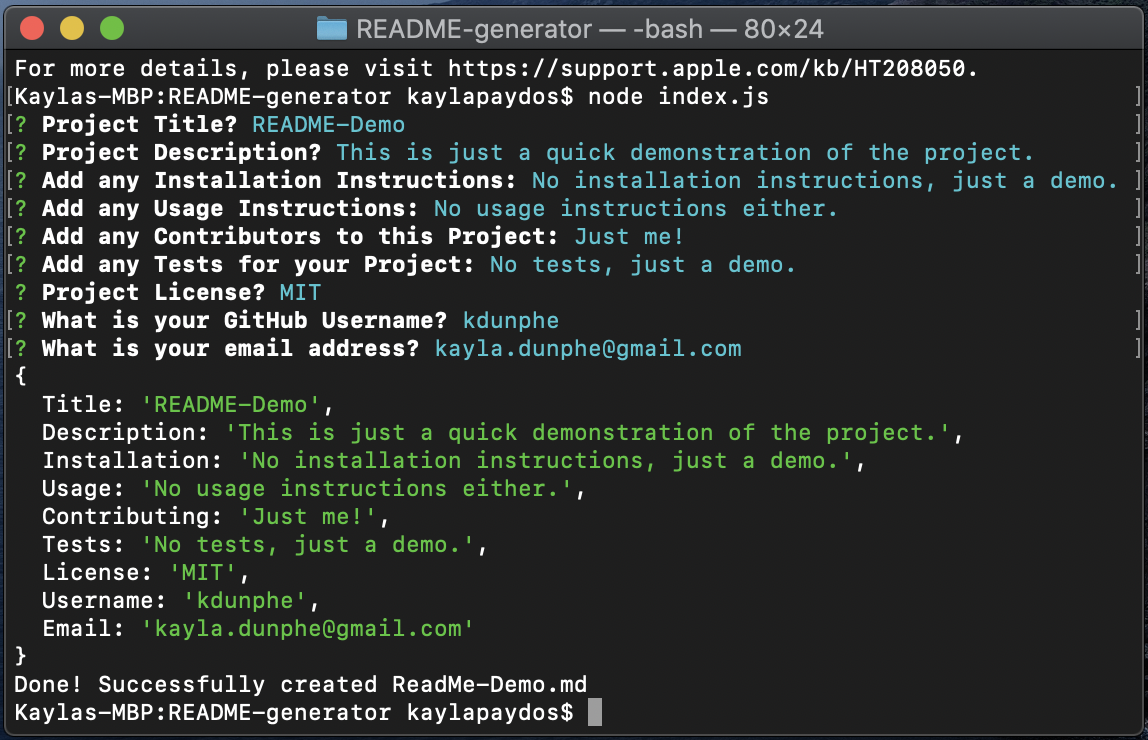 README-generator — -bash — 80×24
For more details, please visit https://support.apple.com/kb/HT208050.
[Kaylas-MBP:README-generator kaylapaydos$ node index.js ]
[? Project Title? README-Demo ]
[? Project Description? This is just a quick demonstration of the project. ]
[? Add any Installation Instructions: No installation instructions, just a demo. ]
[? Add any Usage Instructions: No usage instructions either. ]
[? Add any Contributors to this Project: Just me! ]
[? Add any Tests for your Project: No tests, just a demo. ]
? Project License? MIT
[? What is your GitHub Username? kdunphe ]
[? What is your email address? kayla.dunphe@gmail.com ]
{
  Title: 'README-Demo',
  Description: 'This is just a quick demonstration of the project.',
  Installation: 'No installation instructions, just a demo.',
  Usage: 'No usage instructions either.',
  Contributing: 'Just me!',
  Tests: 'No tests, just a demo.',
  License: 'MIT',
  Username: 'kdunphe',
  Email: 'kayla.dunphe@gmail.com'
}
Done! Successfully created ReadMe-Demo.md
Kaylas-MBP:README-generator kaylapaydos$